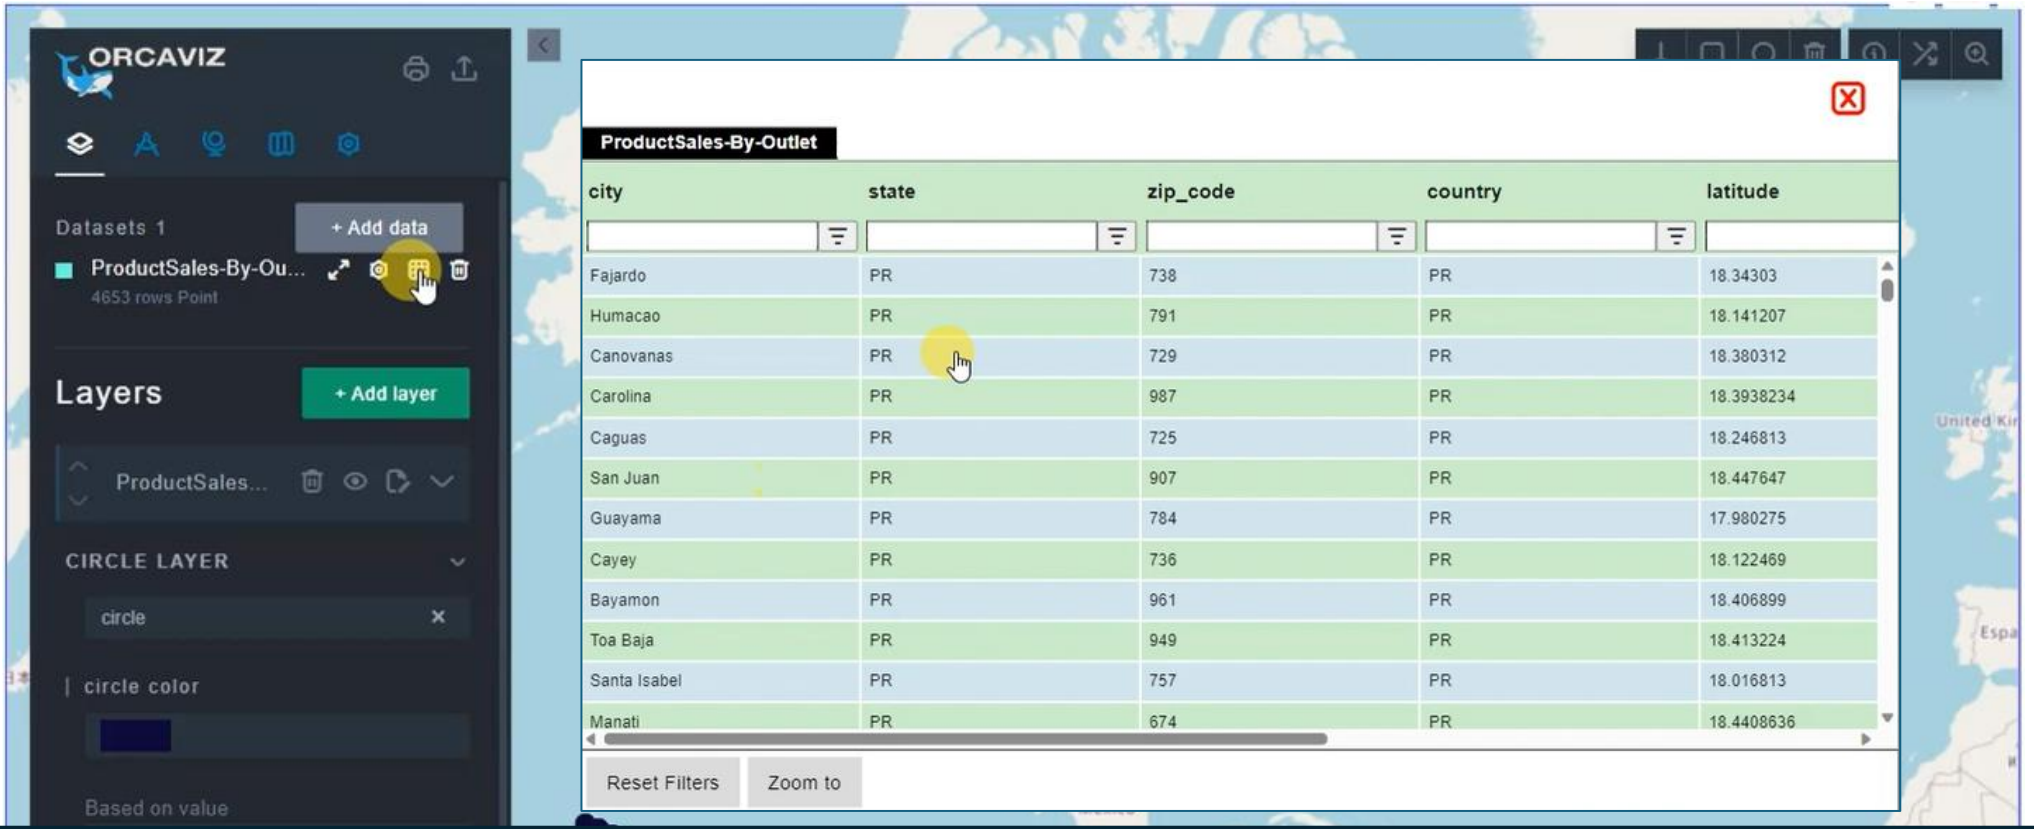 ORCAVIZ
Datasets 1
+ Add data
ProductSales-By-Ou...
4653 rows Point
Layers
+ Add layer
ProductSales...
CIRCLE LAYER
circle
circle color
Based on value
ProductSales-By-Outlet
city state zip_code country latitude
Fajardo PR 738 PR 18.34303
Humacao PR 791 PR 18.141207
Canovanas PR 729 PR 18.380312
Carolina PR 987 PR 18.3938234
Caguas PR 725 PR 18.246813
San Juan PR 907 PR 18.447647
Guayama PR 784 PR 17.980275
Cayey PR 736 PR 18.122469
Bayamon PR 961 PR 18.406899
Toa Baja PR 949 PR 18.413224
Santa Isabel PR 757 PR 18.016813
Manati PR 674 PR 18.4408636
Reset Filters Zoom to
United Kin
Espa